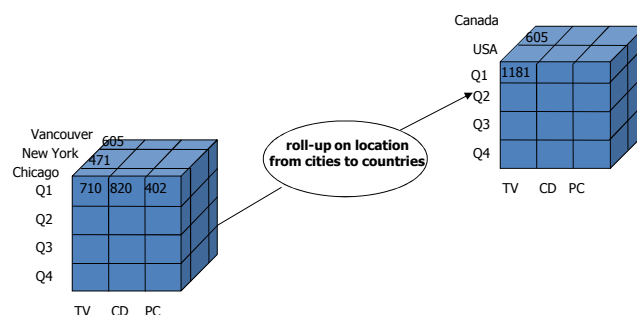 Canada
605
USA
Q1 1181
Q2
Q3
Q4
TV CD PC
roll-up on location
from cities to countries
Vancouver 605
New York 471
Chicago
Q1 710 820 402
Q2
Q3
Q4
TV CD PC